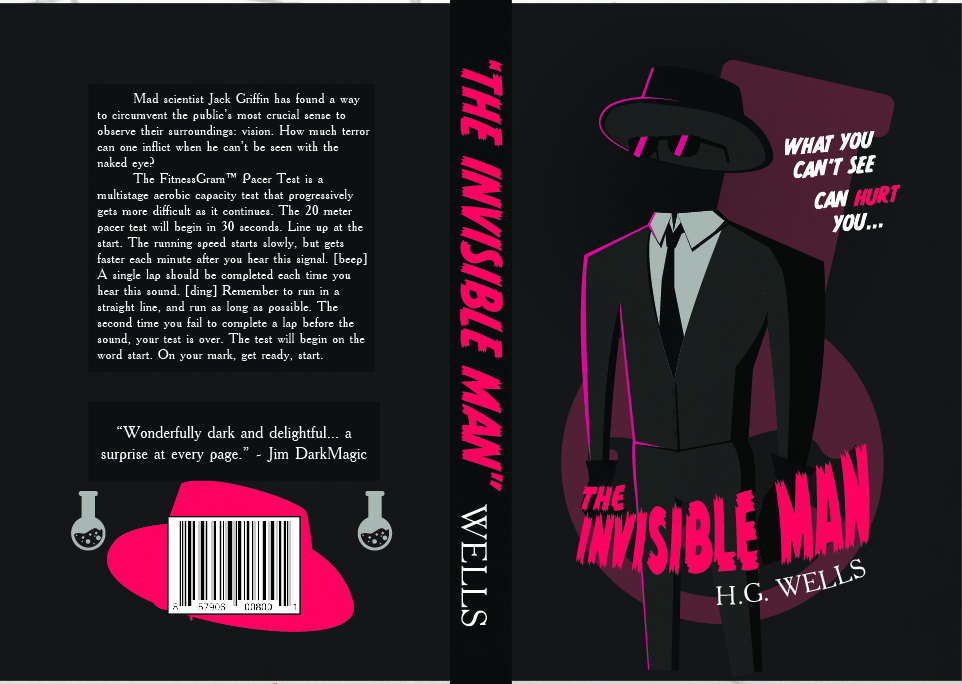 Mad scientist Jack Griffin has found a way
to circumvent the public's most crucial sense to
observe their surroundings: vision. How much terror
can one inflict when he can't be seen with the
naked eye?
The FitnessGram™ Pacer Test is a
multistage aerobic capacity test that progressively
gets more difficult as it continues. The 20 meter
pacer test will begin in 30 seconds. Line up at the
start. The running speed starts slowly, but gets
faster each minute after you hear this signal. [beep]
A single lap should be completed each time you
hear this sound. [ding] Remember to run in a
straight line, and run as long as possible. The
second time you fail to complete a lap before the
sound, your test is over. The test will begin on the
word start. On your mark, get ready, start.
“Wonderfully dark and delightful... a
surprise at every page.” - Jim DarkMagic
8 57906 00800 1
"THE INVISIBLE MAN"
WELLS
WHAT YOU
CAN'T SEE
CAN HURT
YOU...
THE
INVISIBLE MAN
H.G. WELLS